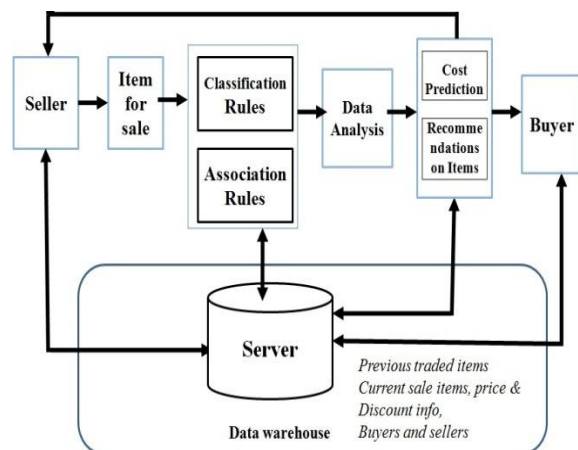 Seller
Item
for
sale
Classification
Rules
Association
Rules
Data
Analysis
Cost
Prediction
Recomme
ndations
on Items
Buyer
Server
Previous traded items
Current sale items, price &
Discount info,
Buyers and sellers
Data warehouse